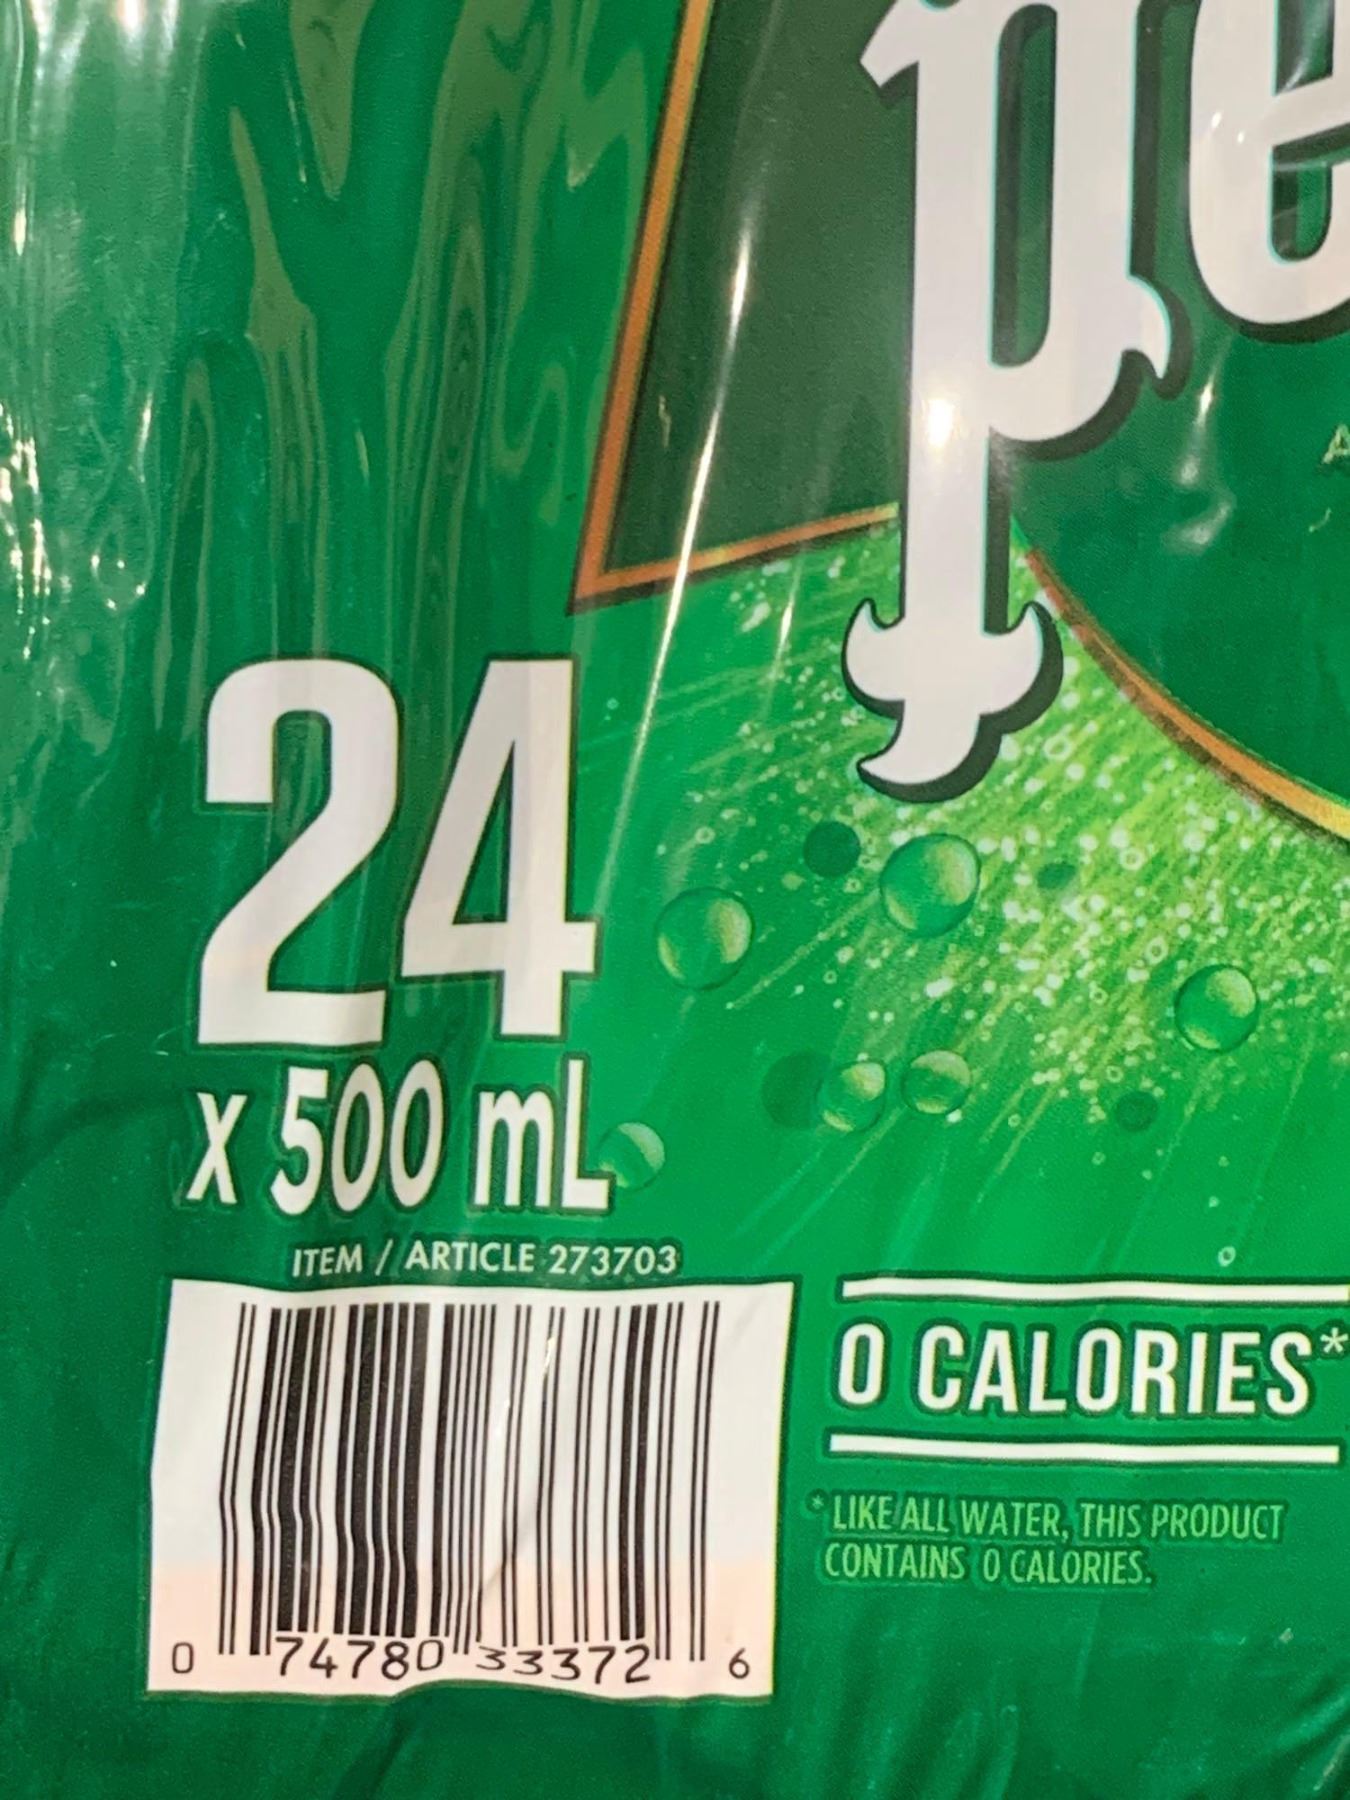 pe
24
x 500 mL
ITEM / ARTICLE 273703
0 CALORIES*
* LIKE ALL WATER, THIS PRODUCT
CONTAINS 0 CALORIES.
0 74780 33372 6